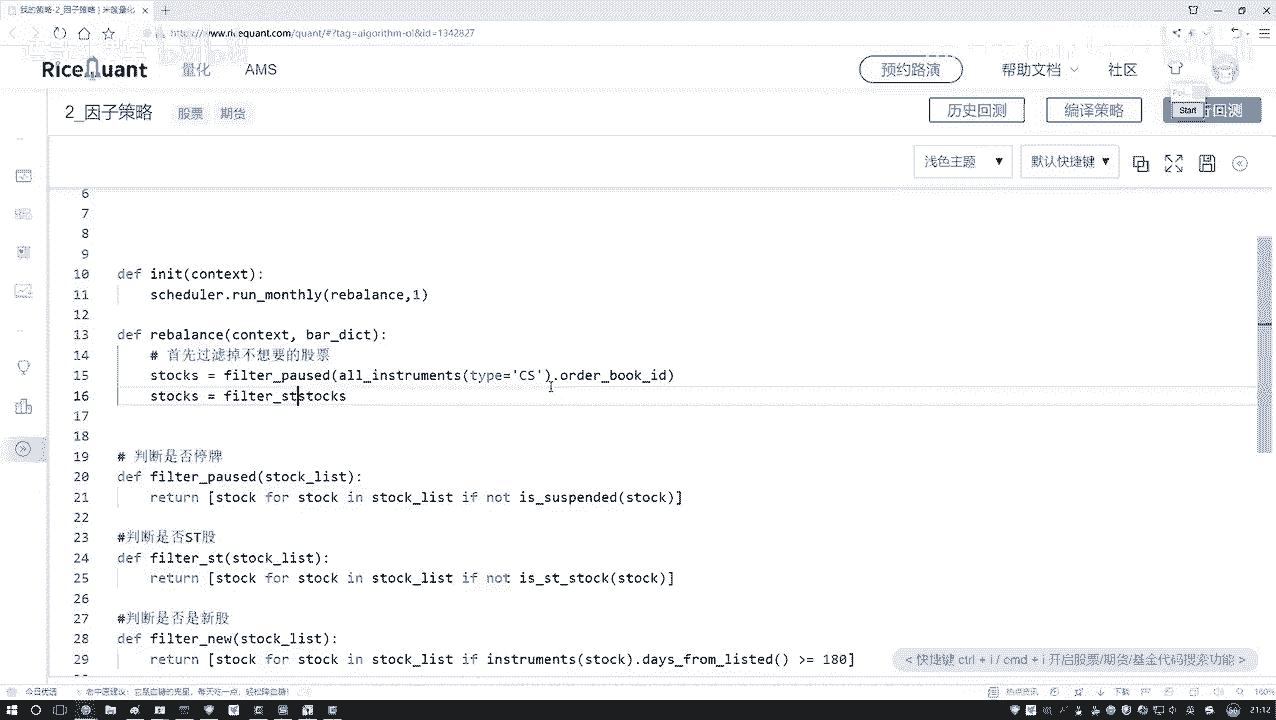 我的策略-2_因子策略 | 米筐量化
https://www.ricequant.com/quant/#?tag=algorithm-ol&id=1342827
RiceQuant 量化 AMS 预约路演 帮助文档 社区
2_因子策略 股票 期货 历史回测 编译策略 回测
Start
浅色主题 默认快捷键
6
7
8
9
10 def init(context):
11 scheduler.run_monthly(rebalance,1)
12
13 def rebalance(context, bar_dict):
14 # 首先过滤掉不想要的股票
15 stocks = filter_paused(all_instruments(type='CS').order_book_id)
16 stocks = filter_ststocks
17
18
19 # 判断是否停牌
20 def filter_paused(stock_list):
21 return [stock for stock in stock_list if not is_suspended(stock)]
22
23 #判断是否ST股
24 def filter_st(stock_list):
25 return [stock for stock in stock_list if not is_st_stock(stock)]
26
27 #判断是否是新股
28 def filter_new(stock_list):
29 return [stock for stock in stock_list if instruments(stock).days_from_listed() >= 180]
< 快捷键 ctrl + i / cmd + i 开启股票/期货/基金代码搜索功能 >
今日优选
下载
100%
21:12